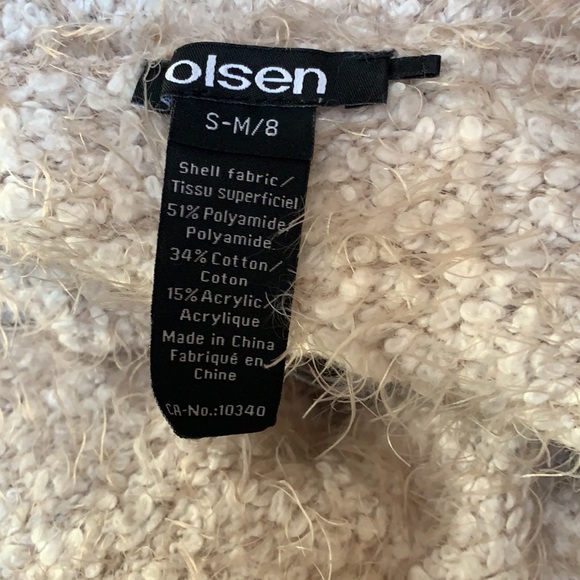 olsen
S-M/8
Shell fabric/
Tissu superficiel
51% Polyamide/
Polyamide
34% Cotton/
Coton
15% Acrylic/
Acrylique
Made in China
Fabriqué en
Chine
CA-No.:10340